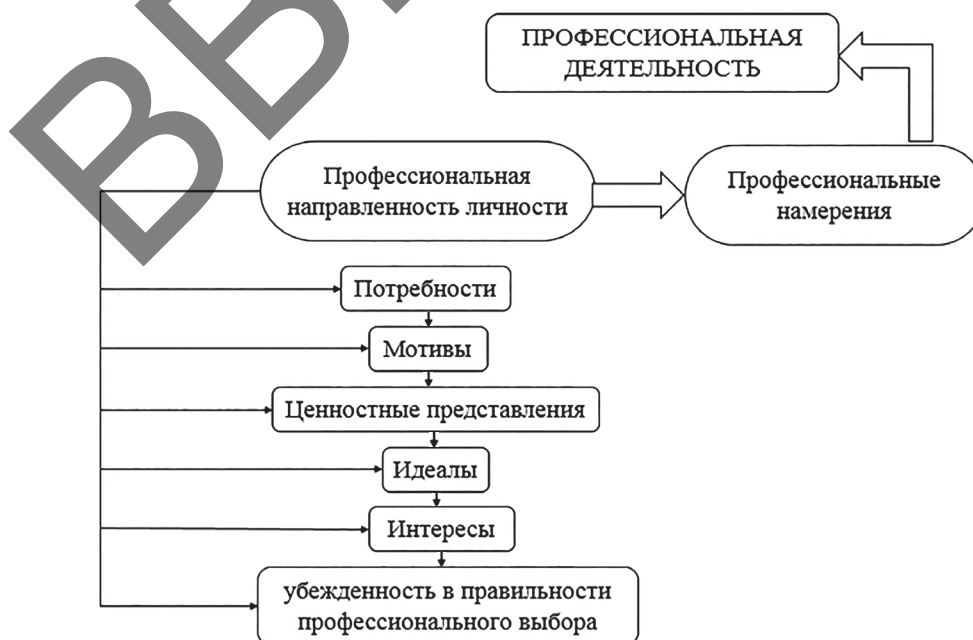 ПРОФЕССИОНАЛЬНАЯ
ДЕЯТЕЛЬНОСТЬ
Профессиональная
направленность личности
Профессиональные
намерения
Потребности
Мотивы
Ценностные представления
Идеалы
Интересы
убежденность в правильности
профессионального выбора